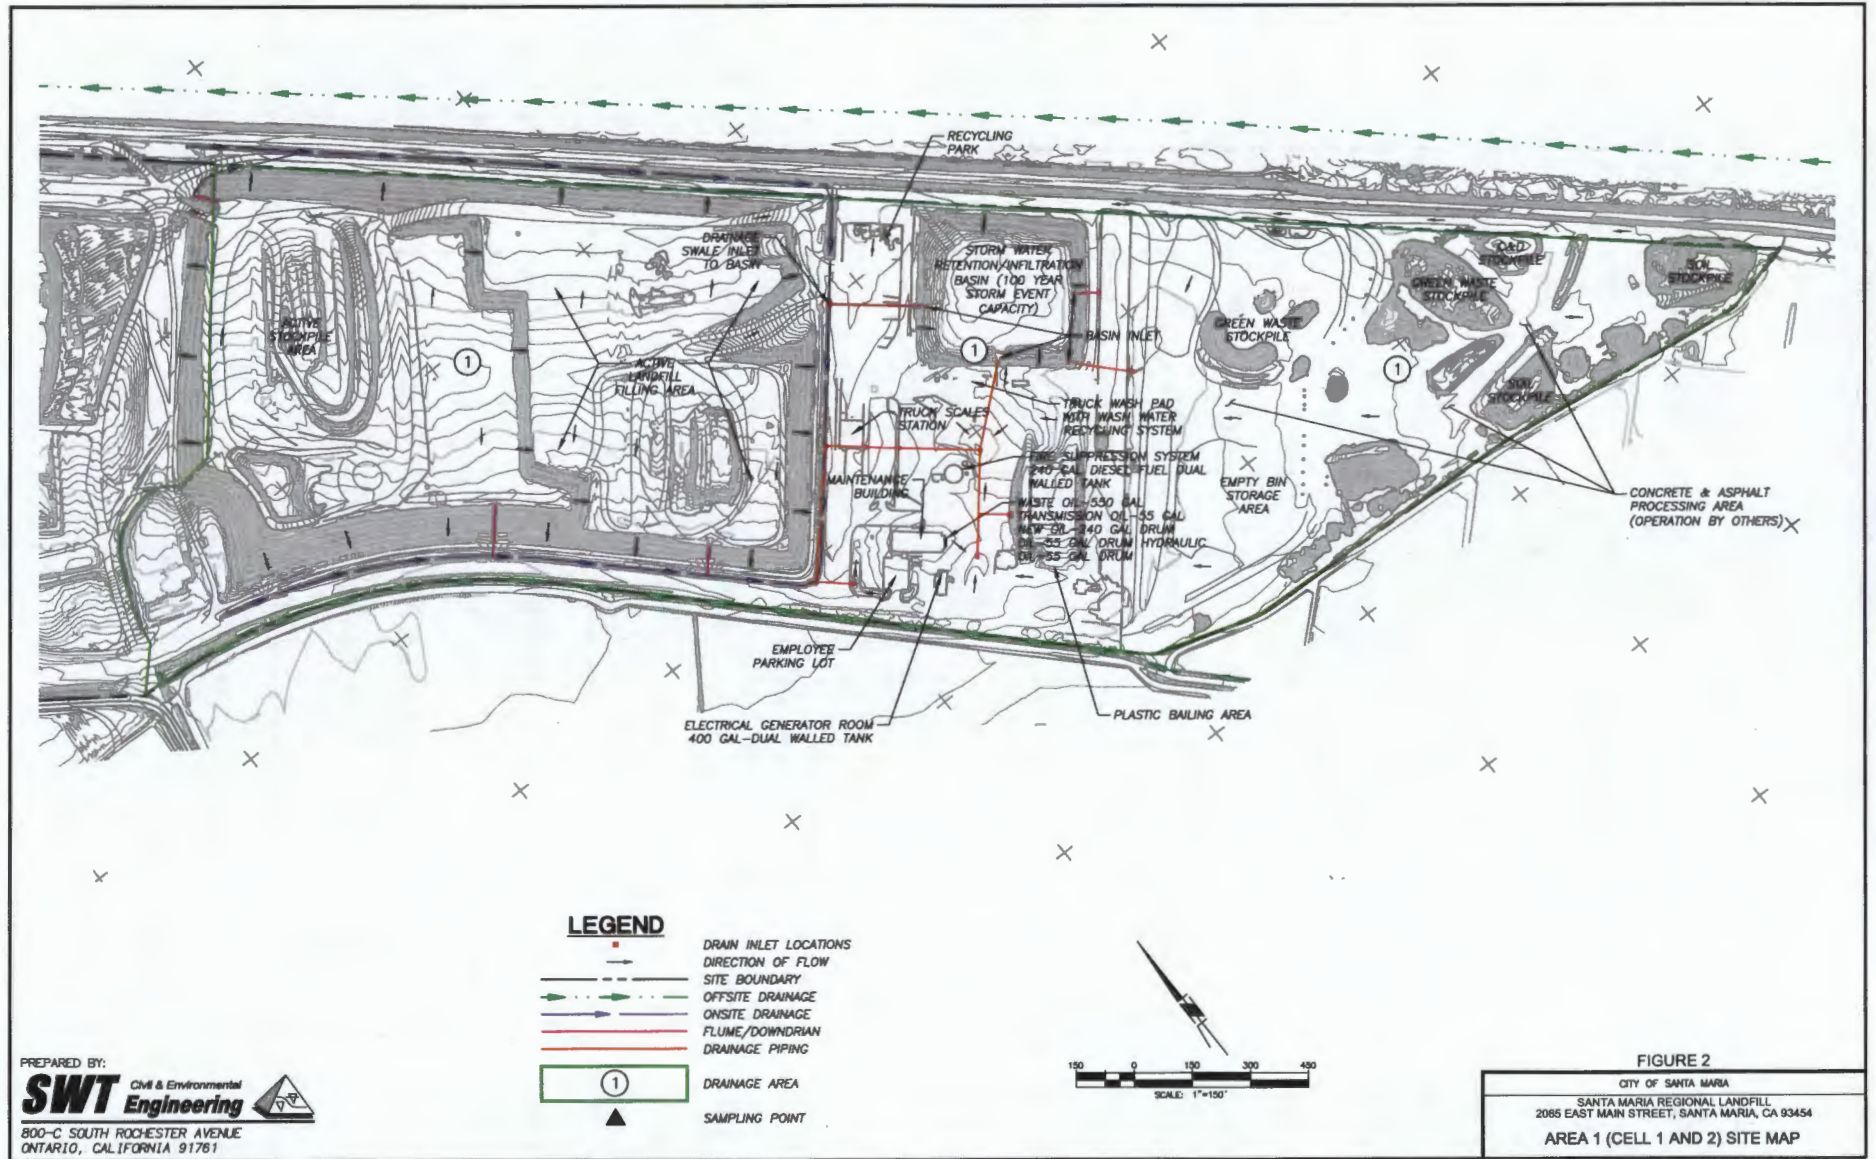 RECYCLING
PARK
DRAINAGE
SWALE INLET
TO BASIN
STORM WATER
RETENTION/INFILTRATION
BASIN (100 YEAR
STORM EVENT
CAPACITY)
C&D
STOCKPILE
SOIL
STOCKPILE
GREEN WASTE
STOCKPILE
GREEN WASTE
STOCKPILE
ACTIVE
STOCKPILE
AREA
1
ACTIVE
LANDFILL
FILLING AREA
1
BASIN INLET
1
SOIL
STOCKPILE
TRUCK SCALES
STATION
TRUCK WASH PAD
WITH WASH WATER
RECYCLING SYSTEM
FIRE SUPPRESSION SYSTEM
240 GAL DIESEL FUEL DUAL
WALLED TANK
MAINTENANCE
BUILDING
WASTE OIL-550 GAL
TRANSMISSION OIL-55 GAL
NEW OIL-240 GAL DRUM
OIL-55 GAL DRUM HYDRAULIC
OIL-55 GAL DRUM
EMPTY BIN
STORAGE
AREA
CONCRETE & ASPHALT
PROCESSING AREA
(OPERATION BY OTHERS)
EMPLOYEE
PARKING LOT
ELECTRICAL GENERATOR ROOM
400 GAL-DUAL WALLED TANK
PLASTIC BAILING AREA
LEGEND
DRAIN INLET LOCATIONS
DIRECTION OF FLOW
SITE BOUNDARY
OFFSITE DRAINAGE
ONSITE DRAINAGE
FLUME/DOWNDRIAN
DRAINAGE PIPING
1 DRAINAGE AREA
SAMPLING POINT
150 0 150 300 450
SCALE: 1"=150'
PREPARED BY:
SWT Civil & Environmental
Engineering
800-C SOUTH ROCHESTER AVENUE
ONTARIO, CALIFORNIA 91761
FIGURE 2
CITY OF SANTA MARIA
SANTA MARIA REGIONAL LANDFILL
2065 EAST MAIN STREET, SANTA MARIA, CA 93454
AREA 1 (CELL 1 AND 2) SITE MAP